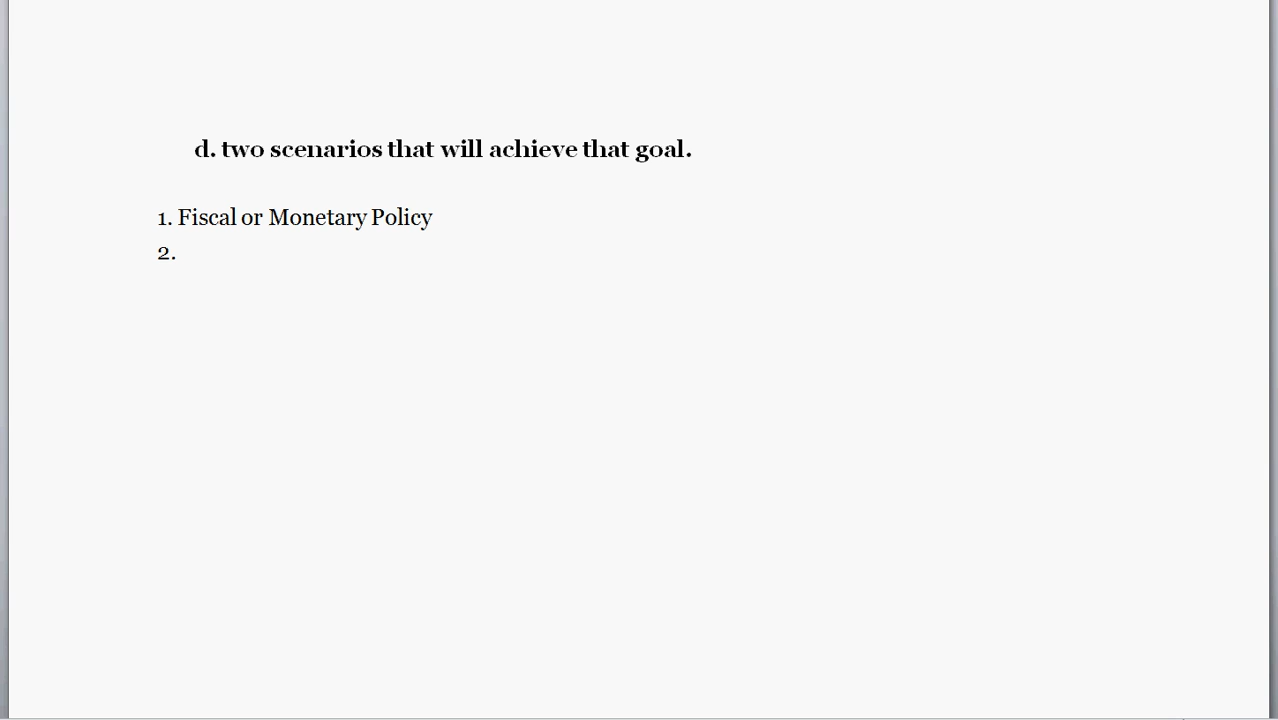 d. two scenarios that will achieve that goal.
1. Fiscal or Monetary Policy
2.